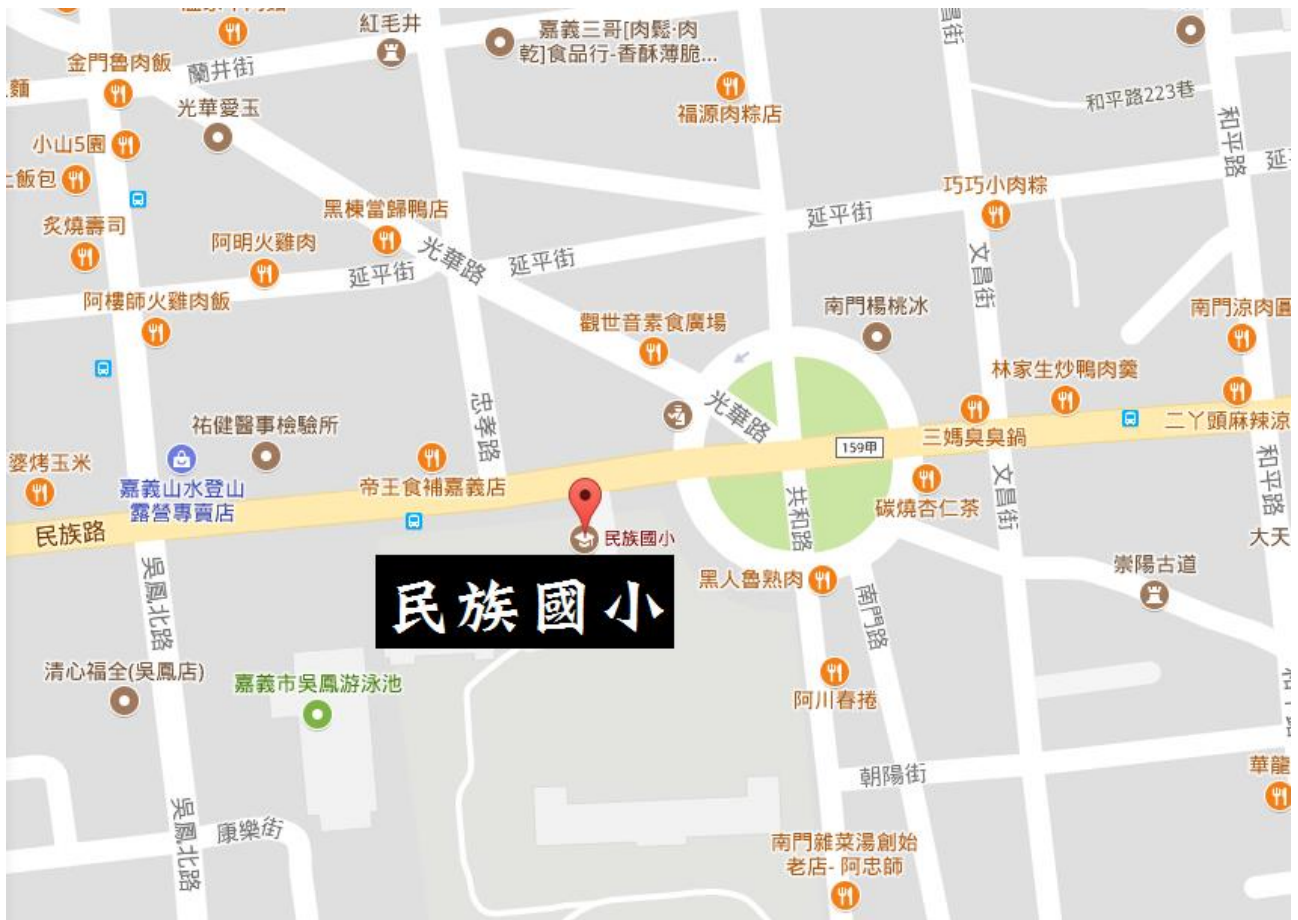 紅毛井
嘉義三哥[肉鬆·肉
乾]食品行-香酥薄脆...
昌街
金門魯肉飯
蘭井街
麵
光華愛玉
福源肉粽店
和平路223巷
和平路
小山5園
延
飯包
巧巧小肉粽
黑棟當歸鴨店
延平街
炙燒壽司
阿明火雞肉
光華路
延平街
文昌街
延平街
阿樓師火雞肉飯
觀世音素食廣場
南門楊桃冰
南門涼肉圓
林家生炒鴨肉羹
忠孝路
光華路
祐健醫事檢驗所
二丫頭麻辣涼
三媽臭臭鍋
159甲
婆烤玉米
嘉義山水登山
露營專賣店
帝王食補嘉義店
和平路
文昌街
碳燒杏仁茶
共和路
民族路
民族國小
大天
崇陽古道
吳鳳北路
黑人魯熟肉
民族國小
南門路
清心福全(吳鳳店)
嘉義市吳鳳游泳池
阿川春捲
朝陽街
華龍
吳鳳北路
康樂街
南門雜菜湯創始
老店- 阿忠師